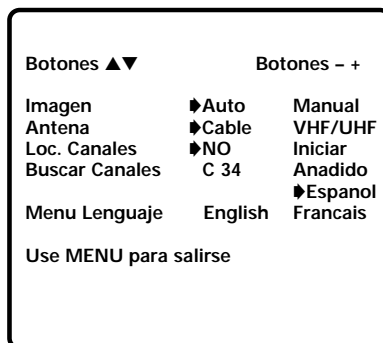 Botones ▲▼ Botones – +
Imagen ➧Auto Manual
Antena ➧Cable VHF/UHF
Loc. Canales ➧NO Iniciar
Buscar Canales C 34 Anadido
➧Espanol
Menu Lenguaje English Francais
Use MENU para salirse